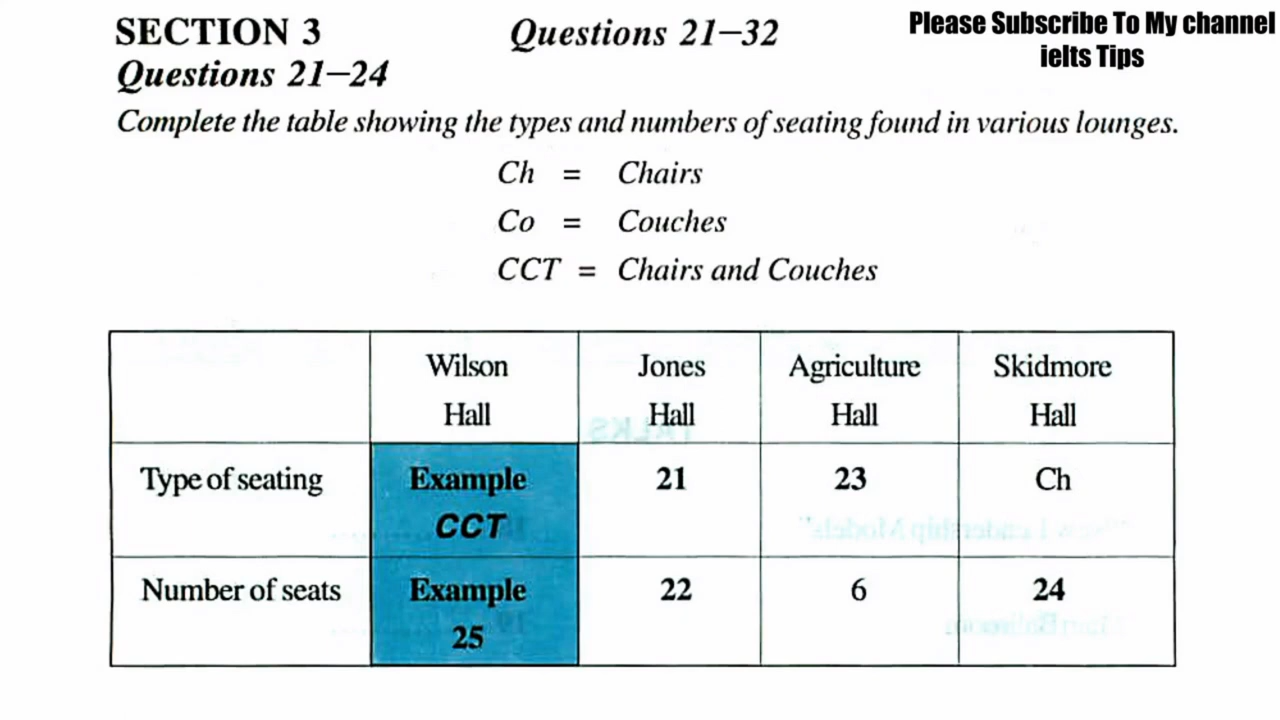 SECTION 3 Questions 21–32
Please Subscribe To My channel
ielts Tips
Questions 21–24
Complete the table showing the types and numbers of seating found in various lounges.
Ch = Chairs
Co = Couches
CCT = Chairs and Couches
Wilson Hall Jones Hall Agriculture Hall Skidmore Hall
Type of seating Example CCT 21 23 Ch
Number of seats Example 25 22 6 24